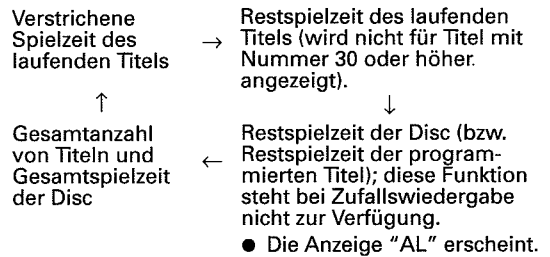 Verstrichene
Spielzeit des
laufenden Titels
→
Restspielzeit des laufenden
Titels (wird nicht für Titel mit
Nummer 30 oder höher
angezeigt).
↓
Restspielzeit der Disc (bzw.
Restspielzeit der program-
mierten Titel); diese Funktion
steht bei Zufallswiedergabe
nicht zur Verfügung.
● Die Anzeige “AL” erscheint.
←
Gesamtanzahl
von Titeln und
Gesamtspielzeit
der Disc
↑